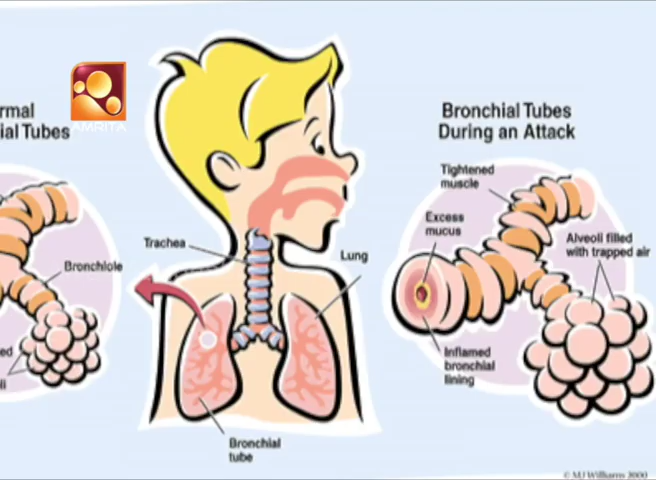 rmal
ial Tubes
AMRITA
Bronchiole
ed
li
Trachea
Lung
Bronchial
tube
Bronchial Tubes
During an Attack
Tightened
muscle
Excess
mucus
Alveoli filled
with trapped air
Inflamed
bronchial
lining
© MJ Williams 2000